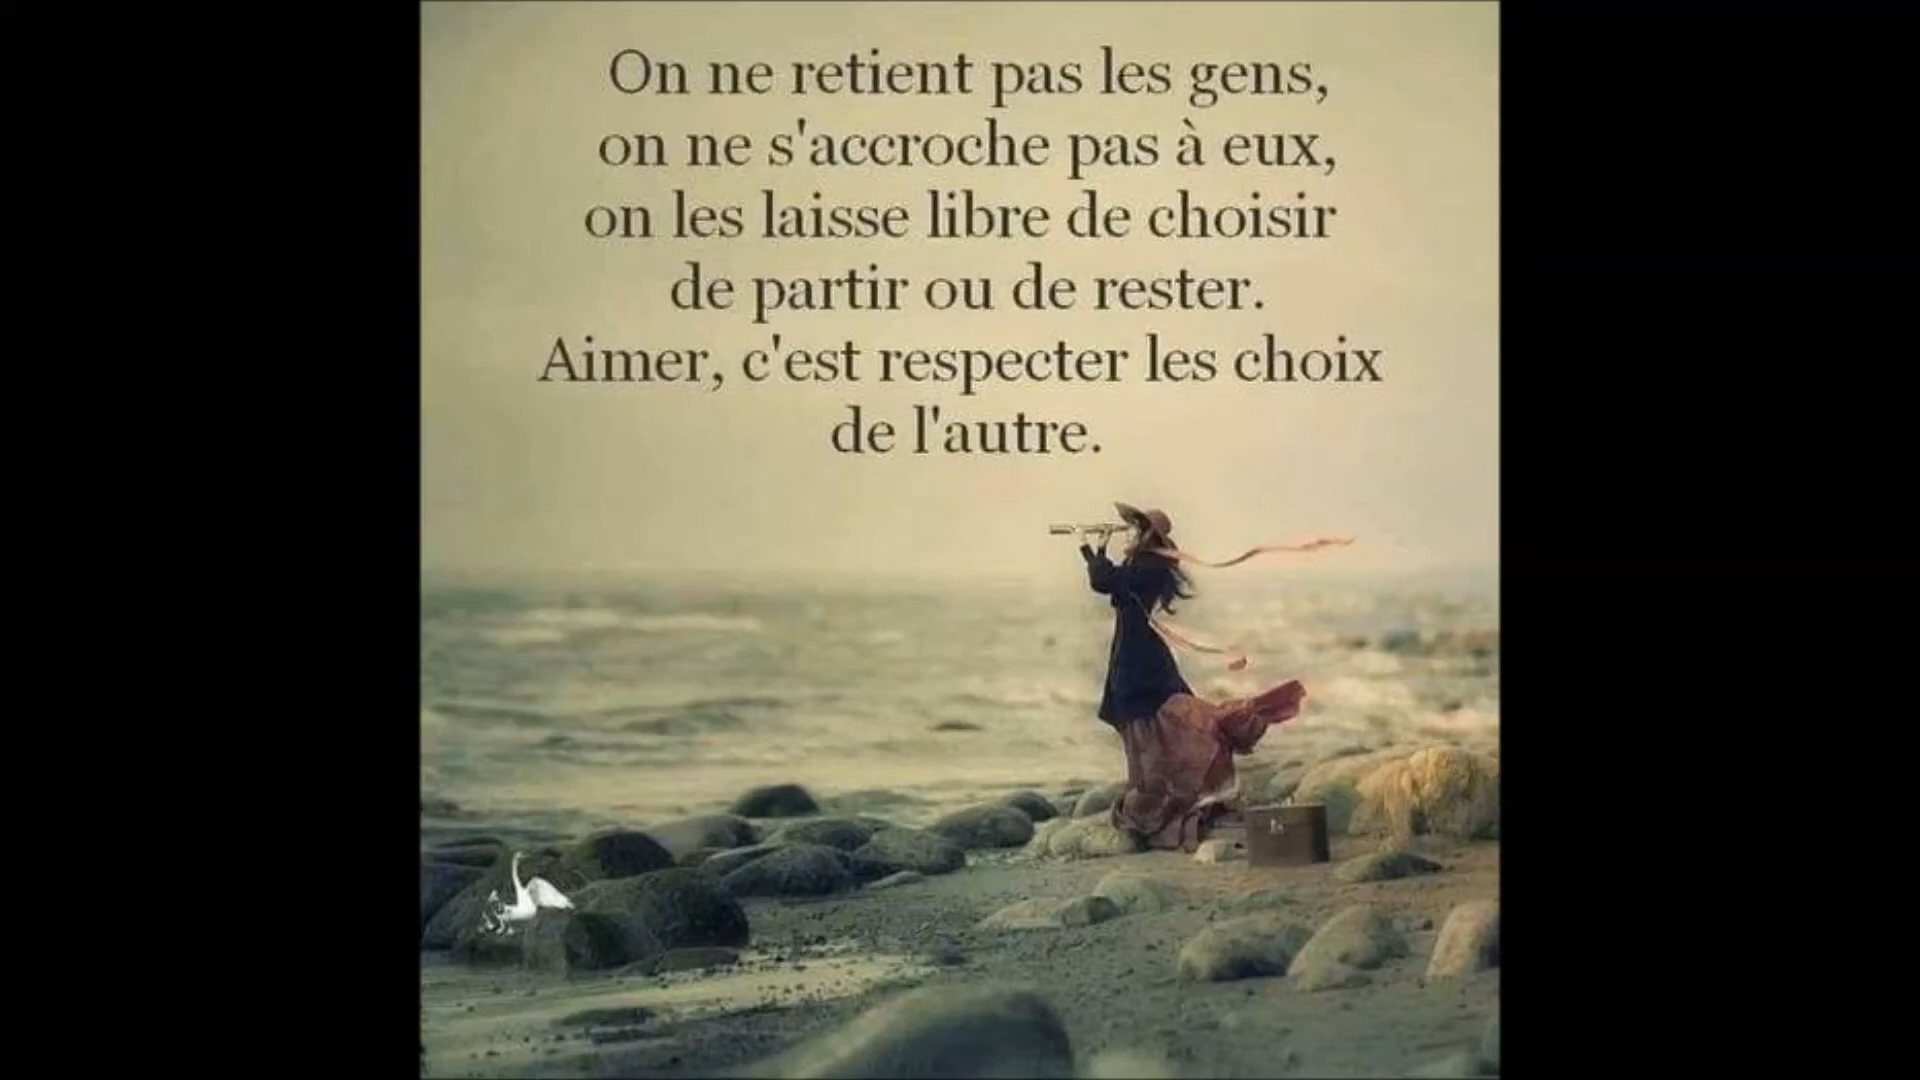 On ne retient pas les gens,
on ne s'accroche pas à eux,
on les laisse libre de choisir
de partir ou de rester.
Aimer, c'est respecter les choix
de l'autre.